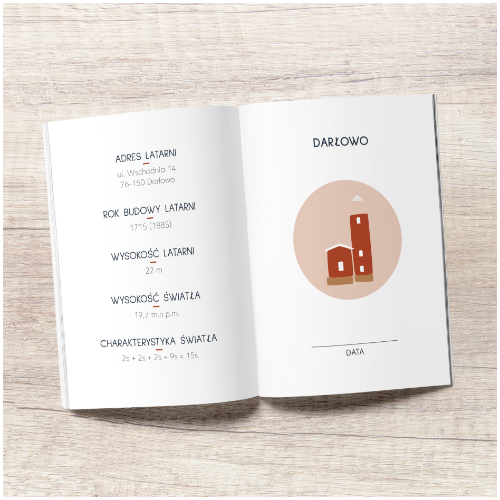 ADRES LATARNI
ul. Wschodnia 14
76-150 Darłowo
ROK BUDOWY LATARNI
1715 (1885)
WYSOKOŚĆ LATARNI
22 m
WYSOKOŚĆ ŚWIATŁA
19,7 m.n.p.m.
CHARAKTERYSTYKA ŚWIATŁA
2s + 2s + 2s + 9s = 15s
DARŁOWO
DATA